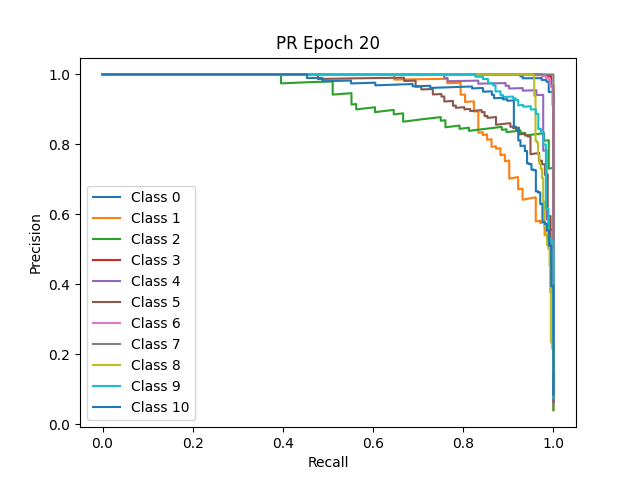 PR Epoch 20
Precision
1.0
0.8
0.6
0.4
0.2
0.0
Class 0
Class 1
Class 2
Class 3
Class 4
Class 5
Class 6
Class 7
Class 8
Class 9
Class 10
0.0 0.2 0.4 0.6 0.8 1.0
Recall